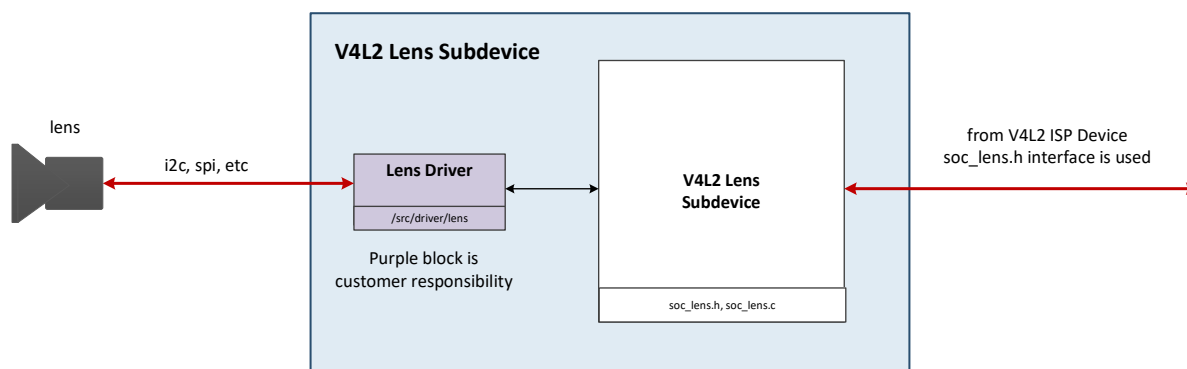 V4L2 Lens Subdevice
lens
i2c, spi, etc
Lens Driver
/src/driver/lens
Purple block is
customer responsibility
V4L2 Lens
Subdevice
soc_lens.h, soc_lens.c
from V4L2 ISP Device
soc_lens.h interface is used